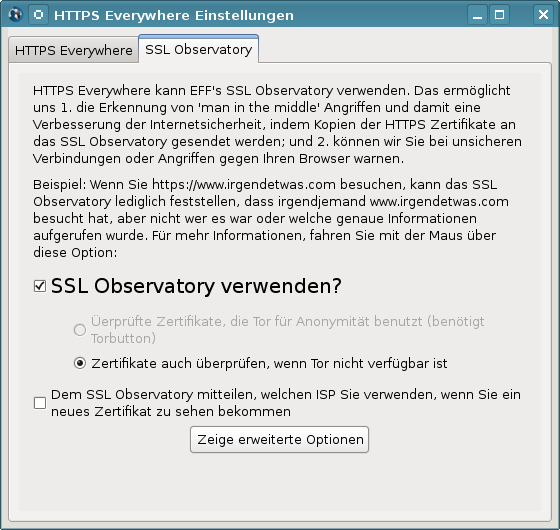 HTTPS Everywhere Einstellungen
HTTPS Everywhere SSL Observatory
HTTPS Everywhere kann EFF's SSL Observatory verwenden. Das ermöglicht
uns 1. die Erkennung von 'man in the middle' Angriffen und damit eine
Verbesserung der Internetsicherheit, indem Kopien der HTTPS Zertifikate an
das SSL Observatory gesendet werden; und 2. können wir Sie bei unsicheren
Verbindungen oder Angriffen gegen Ihren Browser warnen.
Beispiel: Wenn Sie https://www.irgendetwas.com besuchen, kann das SSL
Observatory lediglich feststellen, dass irgendjemand www.irgendetwas.com
besucht hat, aber nicht wer es war oder welche genaue Informationen
aufgerufen wurde. Für mehr Informationen, fahren Sie mit der Maus über
diese Option:
SSL Observatory verwenden?
Üerprüfte Zertifikate, die Tor für Anonymität benutzt (benötigt
Torbutton)
Zertifikate auch überprüfen, wenn Tor nicht verfügbar ist
Dem SSL Observatory mitteilen, welchen ISP Sie verwenden, wenn Sie ein
neues Zertifikat zu sehen bekommen
Zeige erweiterte Optionen